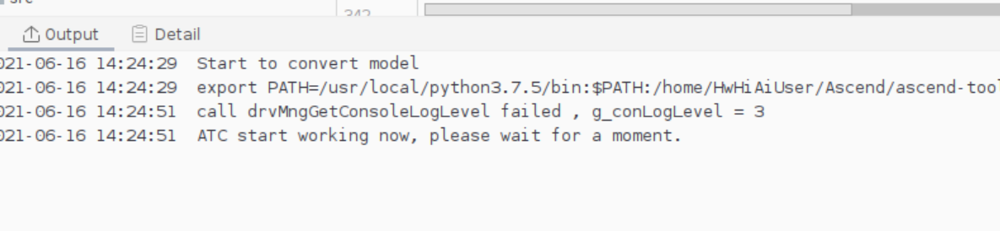 src
342
Output Detail
021-06-16 14:24:29 Start to convert model
021-06-16 14:24:29 export PATH=/usr/local/python3.7.5/bin:$PATH:/home/HwHiAiUser/Ascend/ascend-tool
021-06-16 14:24:51 call drvMngGetConsoleLogLevel failed , g_conLogLevel = 3
021-06-16 14:24:51 ATC start working now, please wait for a moment.